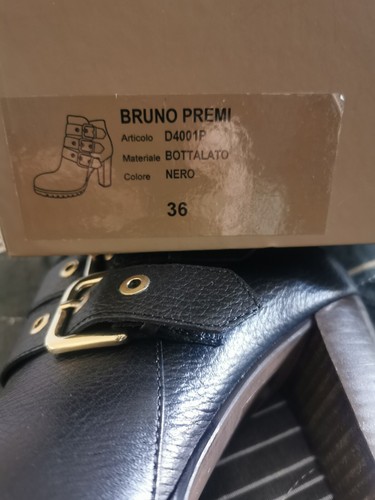 BRUNO PREMI
Articolo D4001P
Materiale BOTTALATO
Colore NERO
36